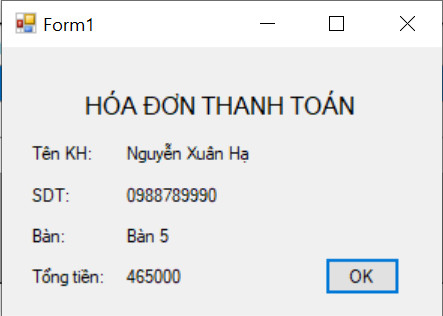 Form1
HÓA ĐƠN THANH TOÁN
Tên KH: Nguyễn Xuân Hạ
SDT: 0988789990
Bàn: Bàn 5
Tổng tiền: 465000 OK